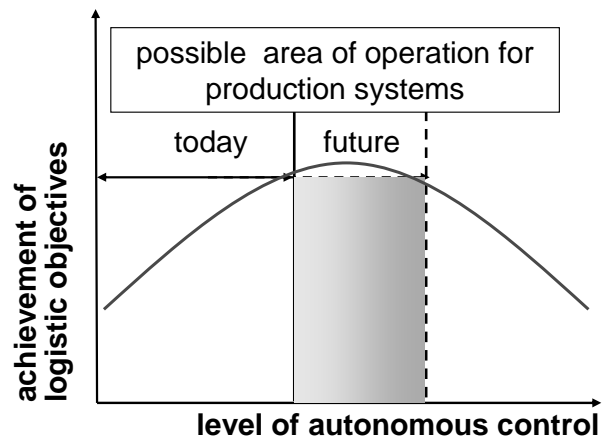 possible area of operation for
production systems
today
future
achievement of
logistic objectives
level of autonomous control